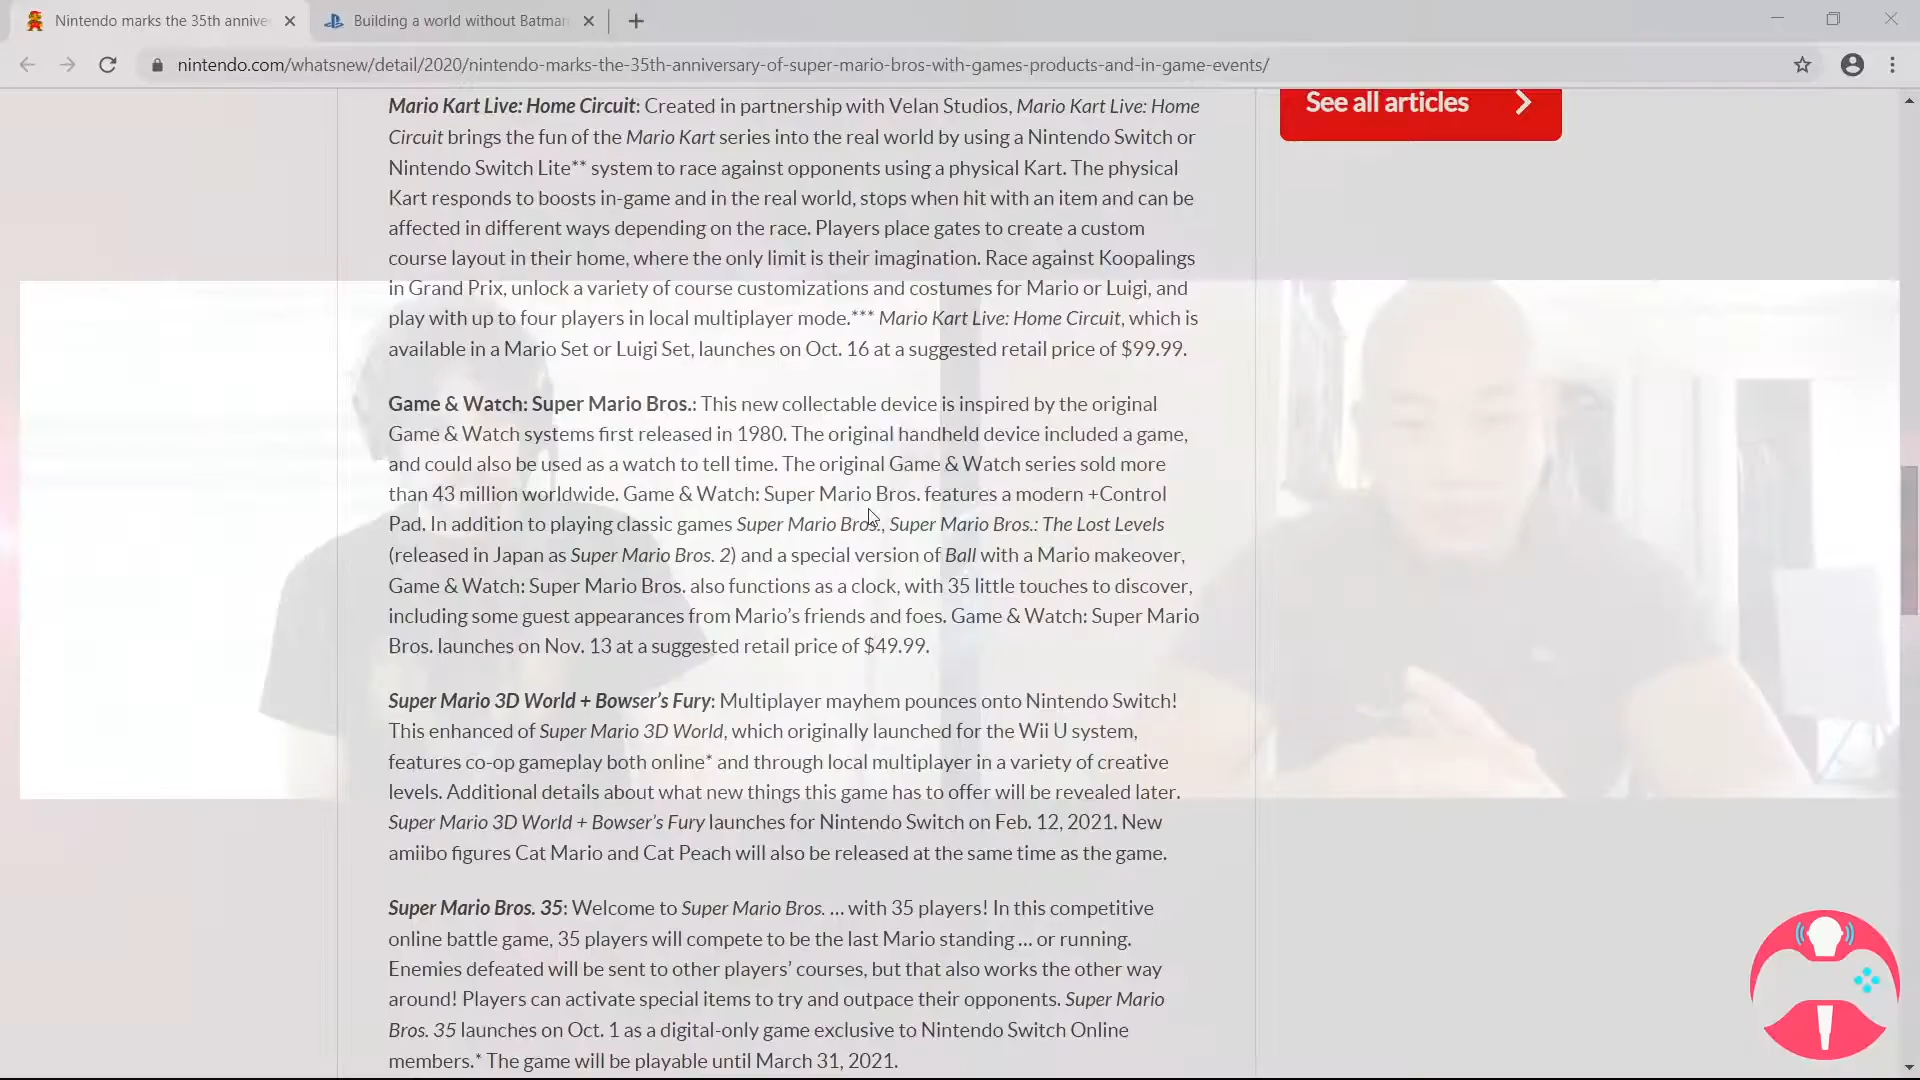 Nintendo marks the 35th annive
Building a world without Batman
nintendo.com/whatsnew/detail/2020/nintendo-marks-the-35th-anniversary-of-super-mario-bros-with-games-products-and-in-game-events/
See all articles
Mario Kart Live: Home Circuit: Created in partnership with Velan Studios, Mario Kart Live: Home
Circuit brings the fun of the Mario Kart series into the real world by using a Nintendo Switch or
Nintendo Switch Lite** system to race against opponents using a physical Kart. The physical
Kart responds to boosts in-game and in the real world, stops when hit with an item and can be
affected in different ways depending on the race. Players place gates to create a custom
course layout in their home, where the only limit is their imagination. Race against Koopalings
in Grand Prix, unlock a variety of course customizations and costumes for Mario or Luigi, and
play with up to four players in local multiplayer mode.*** Mario Kart Live: Home Circuit, which is
available in a Mario Set or Luigi Set, launches on Oct. 16 at a suggested retail price of $99.99.
Game & Watch: Super Mario Bros.: This new collectable device is inspired by the original
Game & Watch systems first released in 1980. The original handheld device included a game,
and could also be used as a watch to tell time. The original Game & Watch series sold more
than 43 million worldwide. Game & Watch: Super Mario Bros. features a modern +Control
Pad. In addition to playing classic games Super Mario Bros., Super Mario Bros.: The Lost Levels
(released in Japan as Super Mario Bros. 2) and a special version of Ball with a Mario makeover,
Game & Watch: Super Mario Bros. also functions as a clock, with 35 little touches to discover,
including some guest appearances from Mario’s friends and foes. Game & Watch: Super Mario
Bros. launches on Nov. 13 at a suggested retail price of $49.99.
Super Mario 3D World + Bowser’s Fury: Multiplayer mayhem pounces onto Nintendo Switch!
This enhanced of Super Mario 3D World, which originally launched for the Wii U system,
features co-op gameplay both online* and through local multiplayer in a variety of creative
levels. Additional details about what new things this game has to offer will be revealed later.
Super Mario 3D World + Bowser’s Fury launches for Nintendo Switch on Feb. 12, 2021. New
amiibo figures Cat Mario and Cat Peach will also be released at the same time as the game.
Super Mario Bros. 35: Welcome to Super Mario Bros. … with 35 players! In this competitive
online battle game, 35 players will compete to be the last Mario standing … or running.
Enemies defeated will be sent to other players’ courses, but that also works the other way
around! Players can activate special items to try and outpace their opponents. Super Mario
Bros. 35 launches on Oct. 1 as a digital-only game exclusive to Nintendo Switch Online
members.* The game will be playable until March 31, 2021.